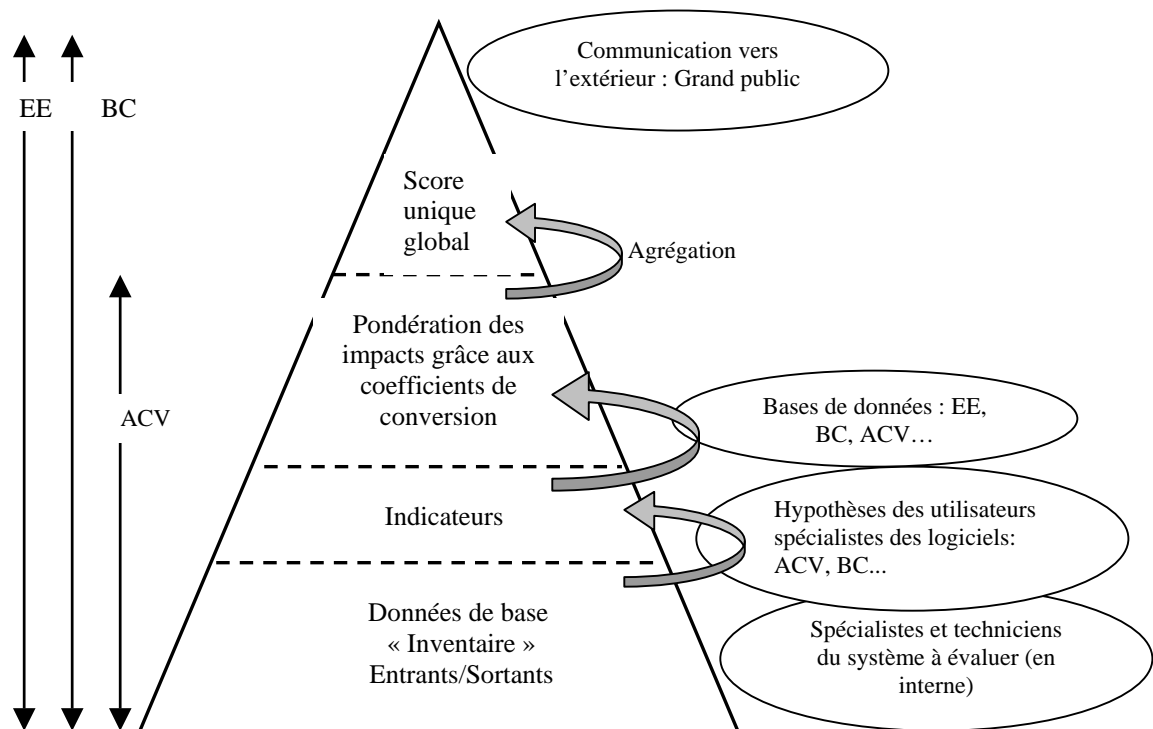 Communication vers
l'extérieur : Grand public
EE
BC
Score
unique
global
Agrégation
Pondération des
impacts grâce aux
coefficients de
conversion
ACV
Bases de données : EE,
BC, ACV…
Indicateurs
Hypothèses des utilisateurs
spécialistes des logiciels:
ACV, BC...
Données de base
« Inventaire »
Entrants/Sortants
Spécialistes et techniciens
du système à évaluer (en
interne)